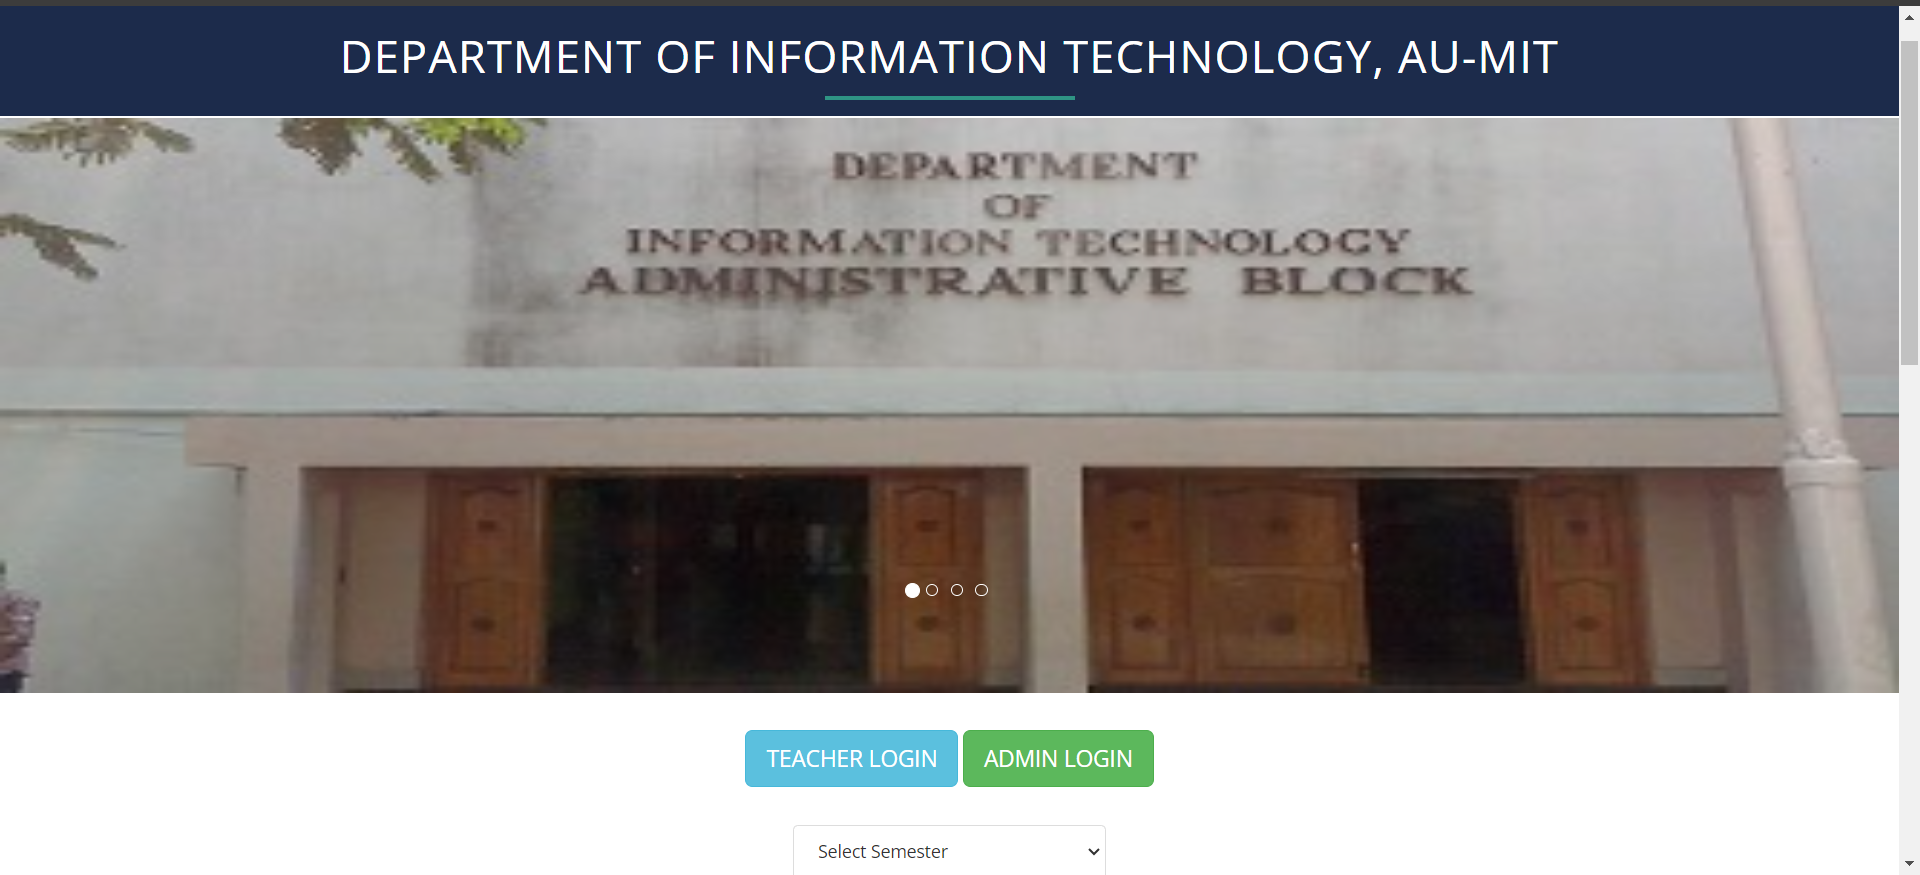 DEPARTMENT OF INFORMATION TECHNOLOGY, AU-MIT
DEPARTMENT
OF
INFORMATION TECHNOLOGY
ADMINISTRATIVE BLOCK
TEACHER LOGIN
ADMIN LOGIN
Select Semester